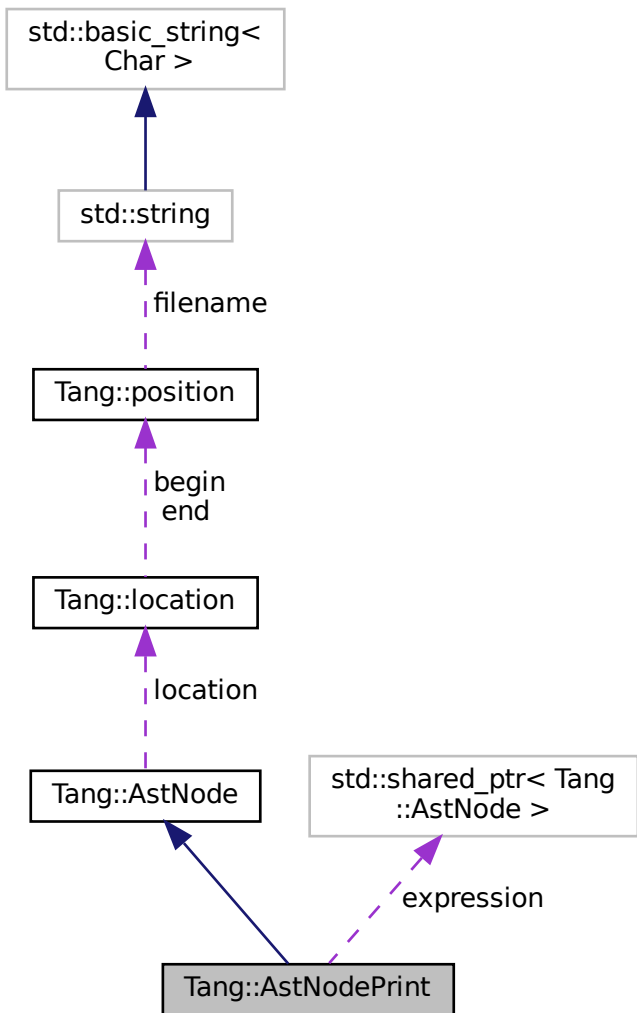 std::basic_string<
Char >
std::string
filename
Tang::position
begin
end
Tang::location
location
Tang::AstNode
std::shared_ptr< Tang
::AstNode >
expression
Tang::AstNodePrint